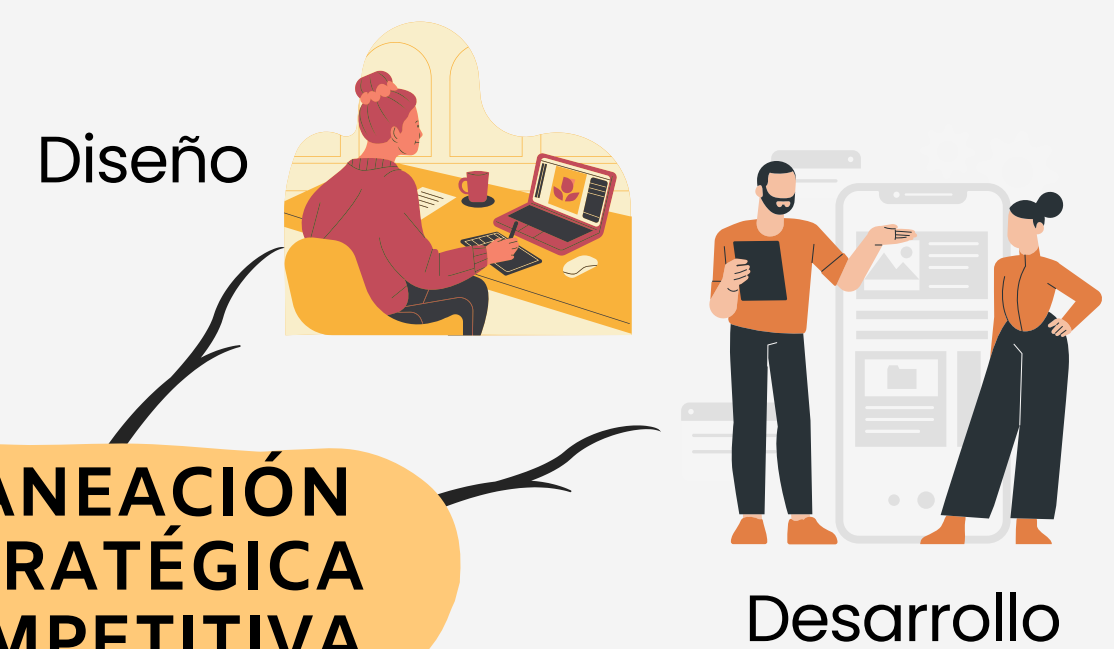 Diseño
ANEACIÓN
RATÉGICA
MPETITIVA
Desarrollo